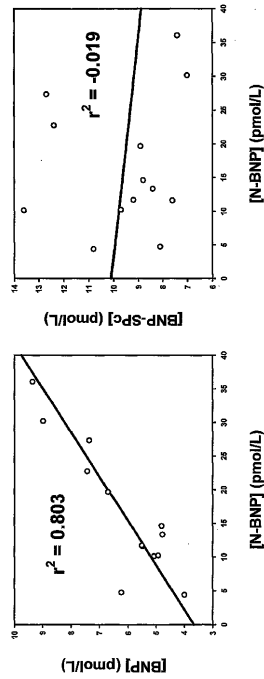 r² = 0.803
10
9
8
7
6
5
4
3
[BNP] (pmol/L)
0 5 10 15 20 25 30 35 40
[N-BNP] (pmol/L)
r² = -0.019
14
13
12
11
10
9
8
7
6
[BNP-SPc] (pmol/L)
0 5 10 15 20 25 30 35 40
[N-BNP] (pmol/L)